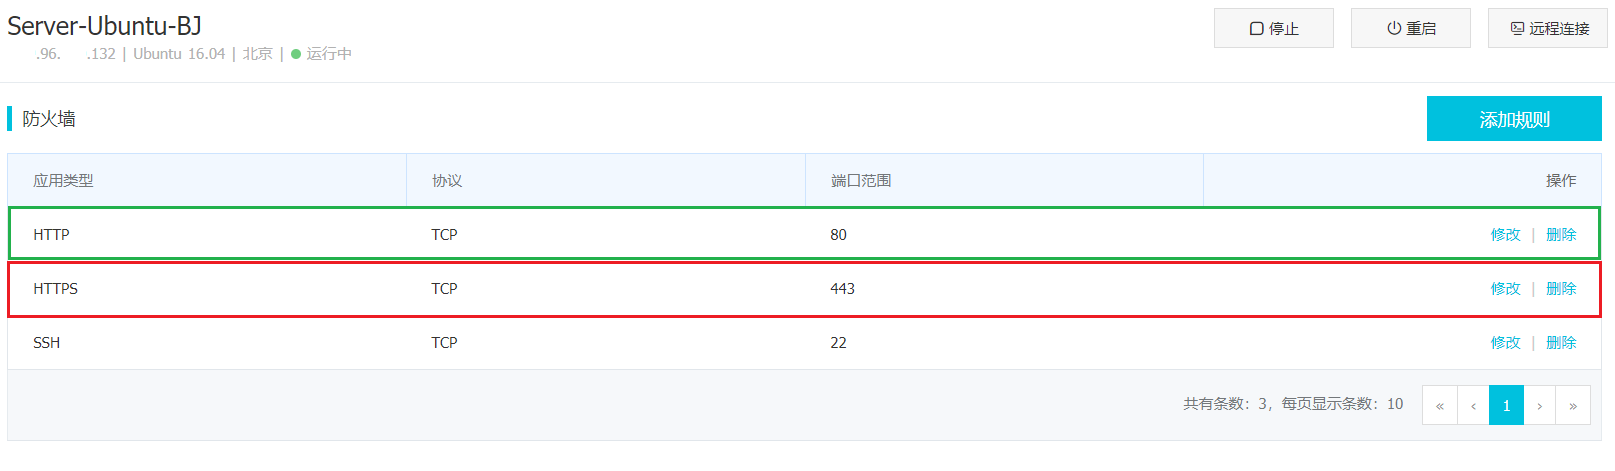 Server-Ubuntu-BJ
停止
重启
远程连接
.96. .132 | Ubuntu 16.04 | 北京 | 运行中
防火墙
添加规则
应用类型 协议 端口范围 操作
HTTP TCP 80 修改 | 删除
HTTPS TCP 443 修改 | 删除
SSH TCP 22 修改 | 删除
共有条数：3，每页显示条数：10 « ‹ 1 › »